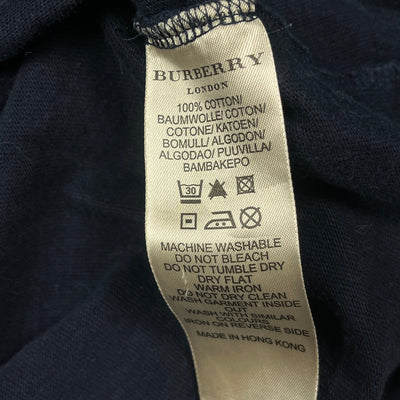 BURBERRY
LONDON
100% COTTON/
BAUMWOLLE/ COTON/
COTONE/ KATOEN/
BOMULL/ ALGODON/
ALGODAO/ PUUVILLA/
BAMBAKEPO
30
MACHINE WASHABLE
DO NOT BLEACH
DO NOT TUMBLE DRY
DRY FLAT
WARM IRON
DO NOT DRY CLEAN
WASH GARMENT INSIDE
OUT
WASH WITH SIMILAR
COLOURS
IRON ON REVERSE SIDE
MADE IN HONG KONG